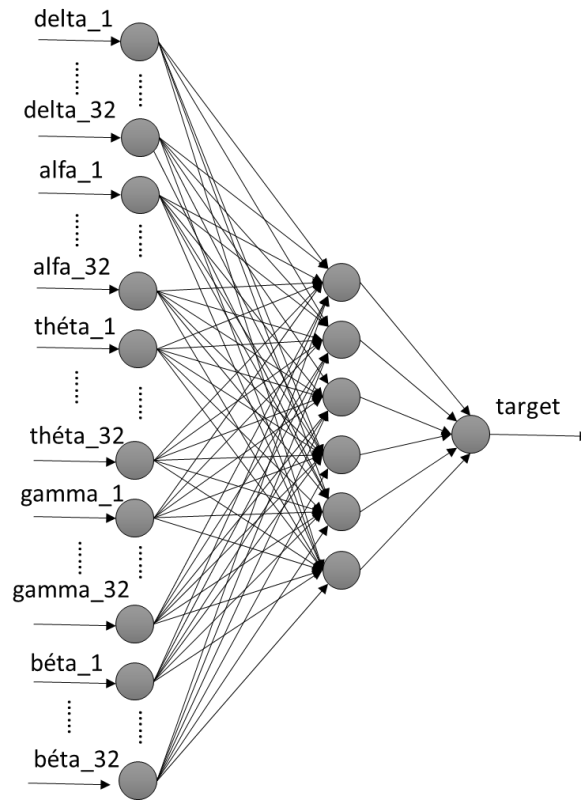 delta_1
delta_32
alfa_1
alfa_32
théta_1
théta_32
gamma_1
gamma_32
béta_1
béta_32
target